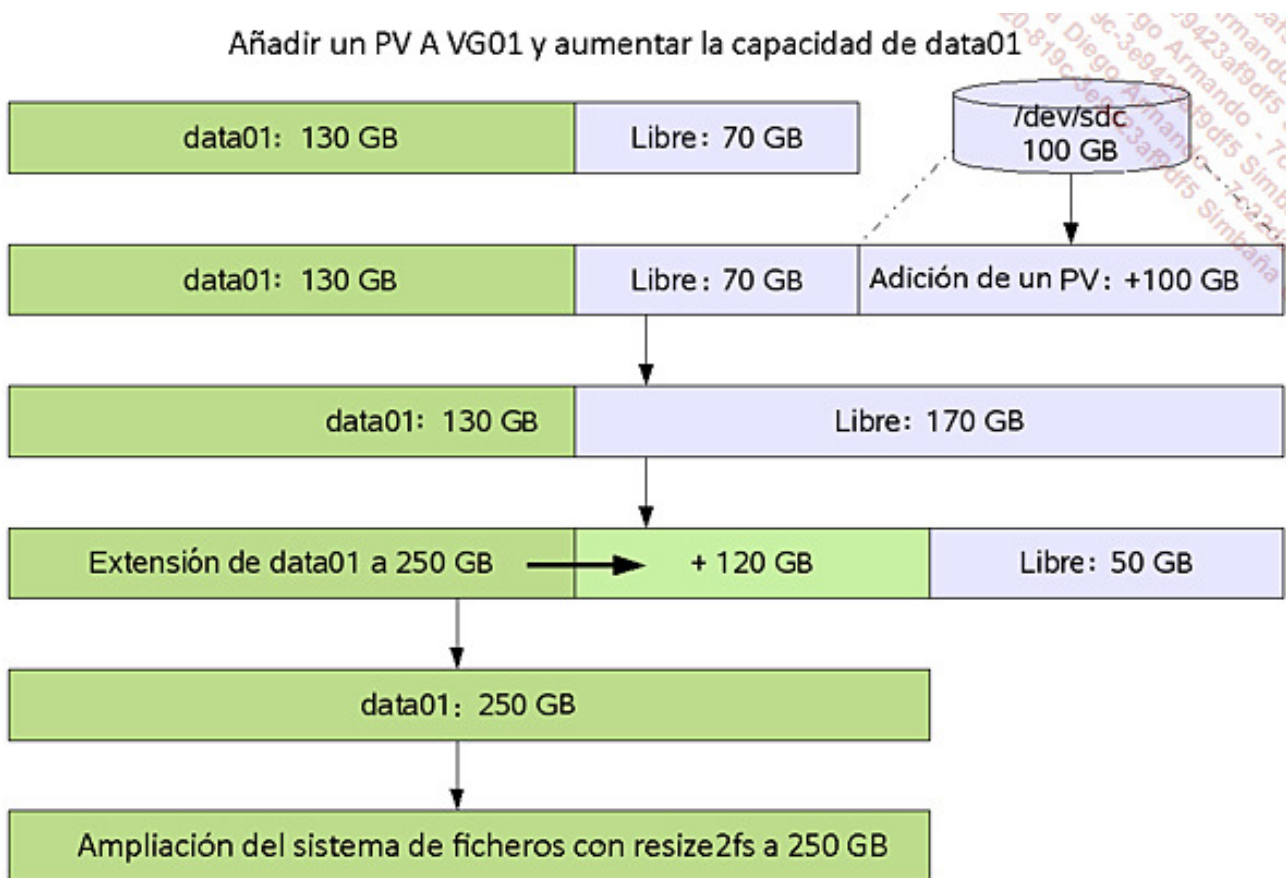 Añadir un PV A VG01 y aumentar la capacidad de data01
data01: 130 GB
Libre: 70 GB
/dev/sdc
100 GB
data01: 130 GB
Libre: 70 GB
Adición de un PV: +100 GB
data01: 130 GB
Libre: 170 GB
Extensión de data01 a 250 GB
+ 120 GB
Libre: 50 GB
data01: 250 GB
Ampliación del sistema de ficheros con resize2fs a 250 GB